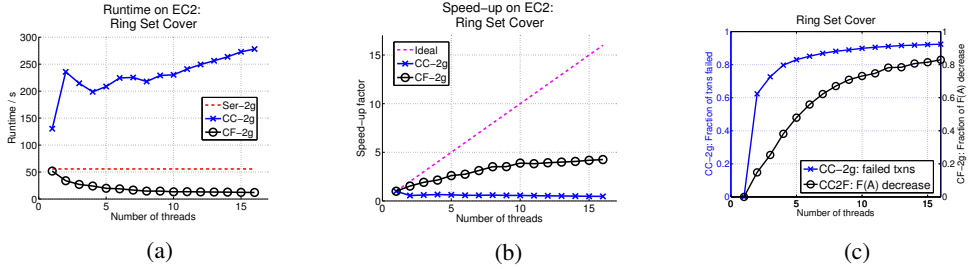 Runtime on EC2:
Ring Set Cover
300
250
200
150
100
50
0
0
5
10
15
Runtime / s
Number of threads
Ser−2g
CC−2g
CF−2g
(a)
Speed−up on EC2:
Ring Set Cover
15
10
5
0
0
5
10
15
Speed−up factor
Number of threads
Ideal
CC−2g
CF−2g
(b)
Ring Set Cover
1
0.8
0.6
0.4
0.2
0
0
5
10
15
1
0.8
0.6
0.4
0.2
0
CC−2g: Fraction of txns failed
CF−2g: Fraction of F(A) decrease
Number of threads
CC−2g: failed txns
CC2F: F(A) decrease
(c)